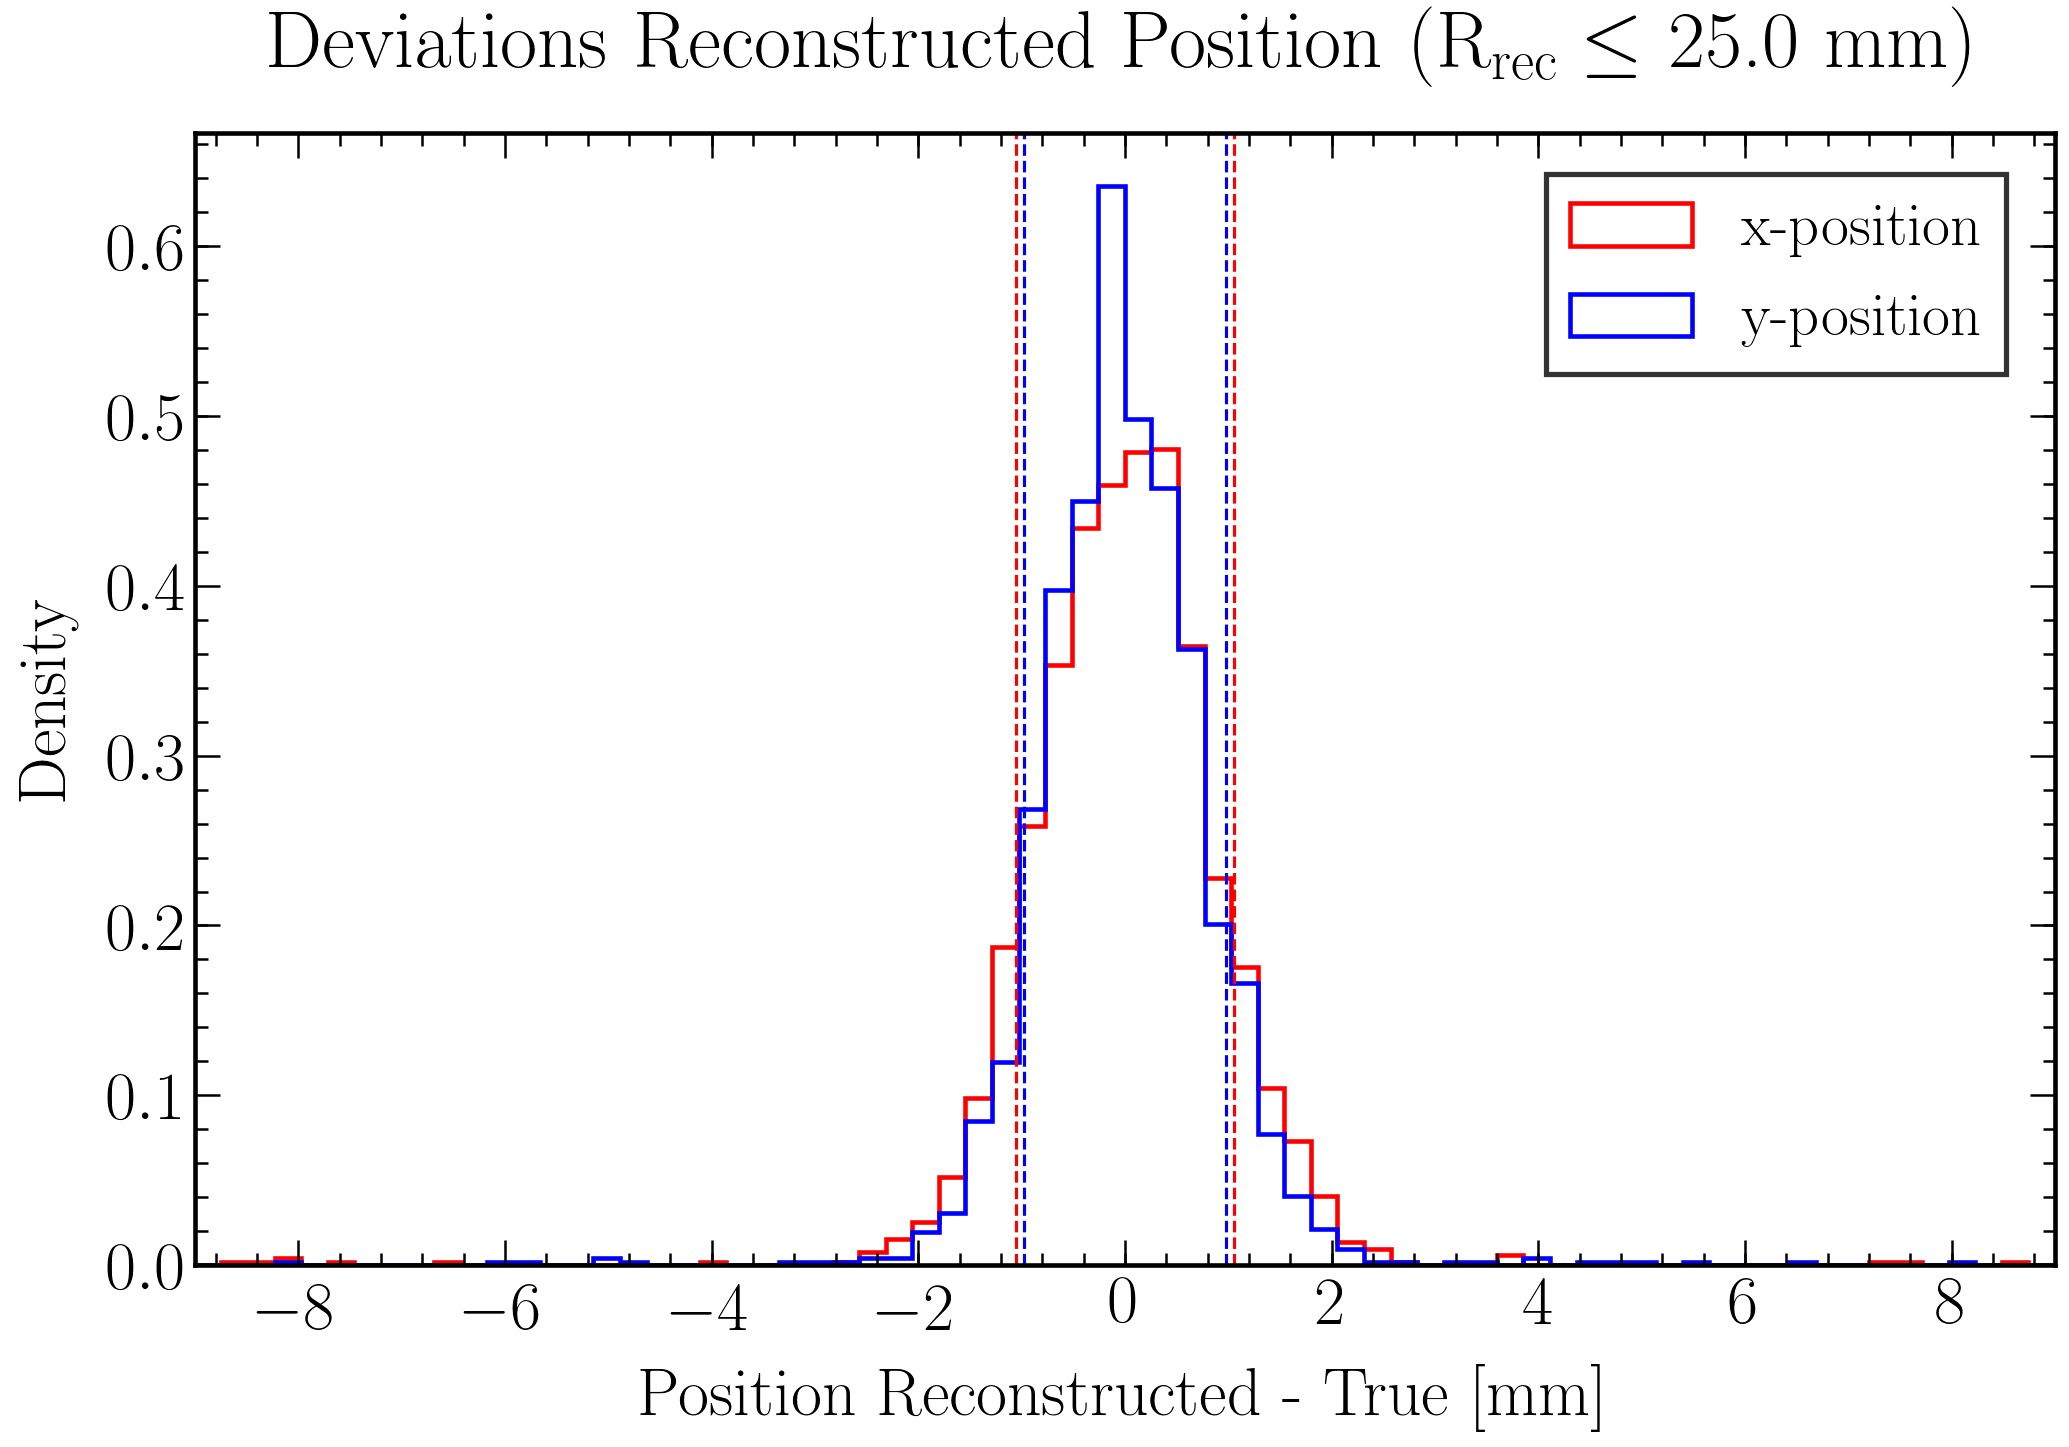 Deviations Reconstructed Position (R_rec ≤ 25.0 mm)
x-position
y-position
0.6
0.5
0.4
0.3
0.2
0.1
0.0
Density
−8 −6 −4 −2 0 2 4 6 8
Position Reconstructed - True [mm]